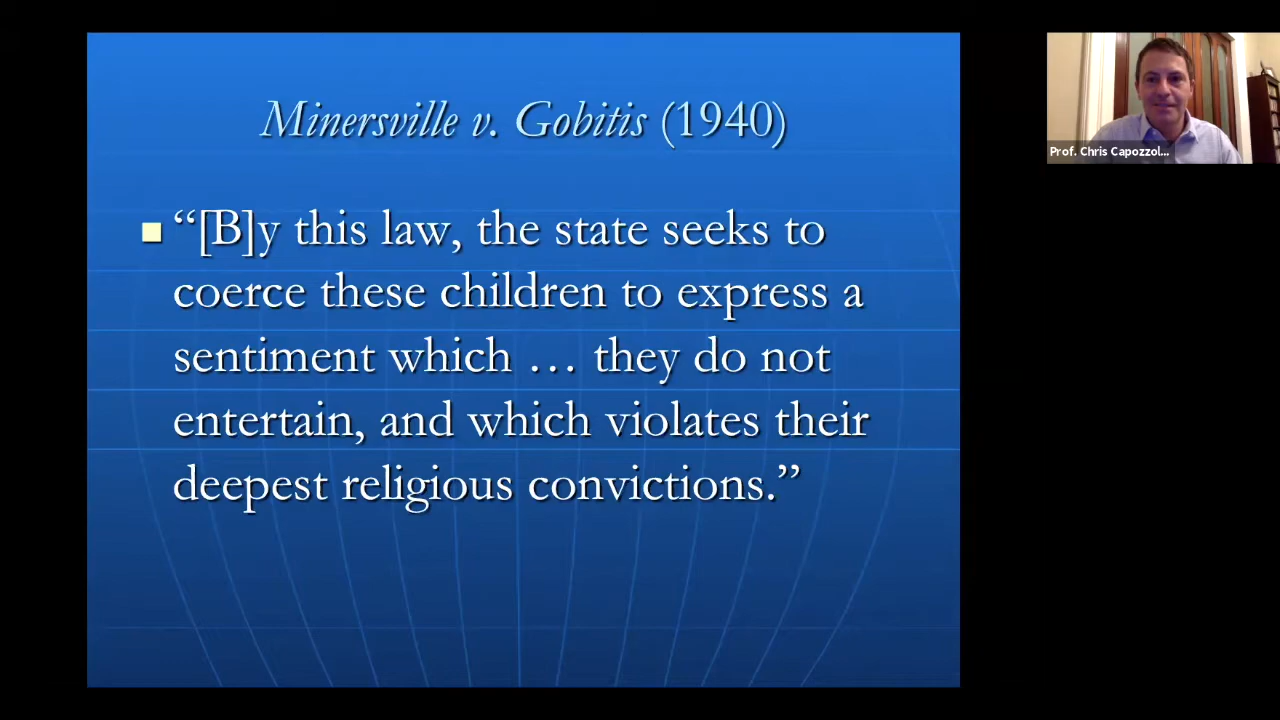 Minersville v. Gobitis (1940)
“[B]y this law, the state seeks to
coerce these children to express a
sentiment which … they do not
entertain, and which violates their
deepest religious convictions.”
Prof. Chris Capozzol...